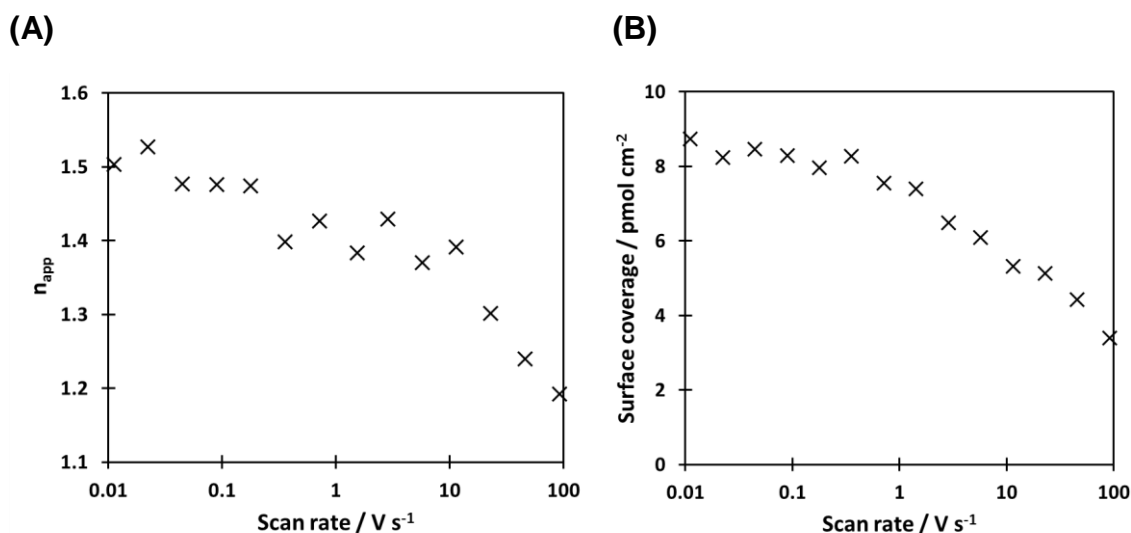 (A)
(B)
1.6
1.5
1.4
1.3
1.2
1.1
n_app
0.01 0.1 1 10 100
Scan rate / V s⁻¹
10
8
6
4
2
0
Surface coverage / pmol cm⁻²
0.01 0.1 1 10 100
Scan rate / V s⁻¹